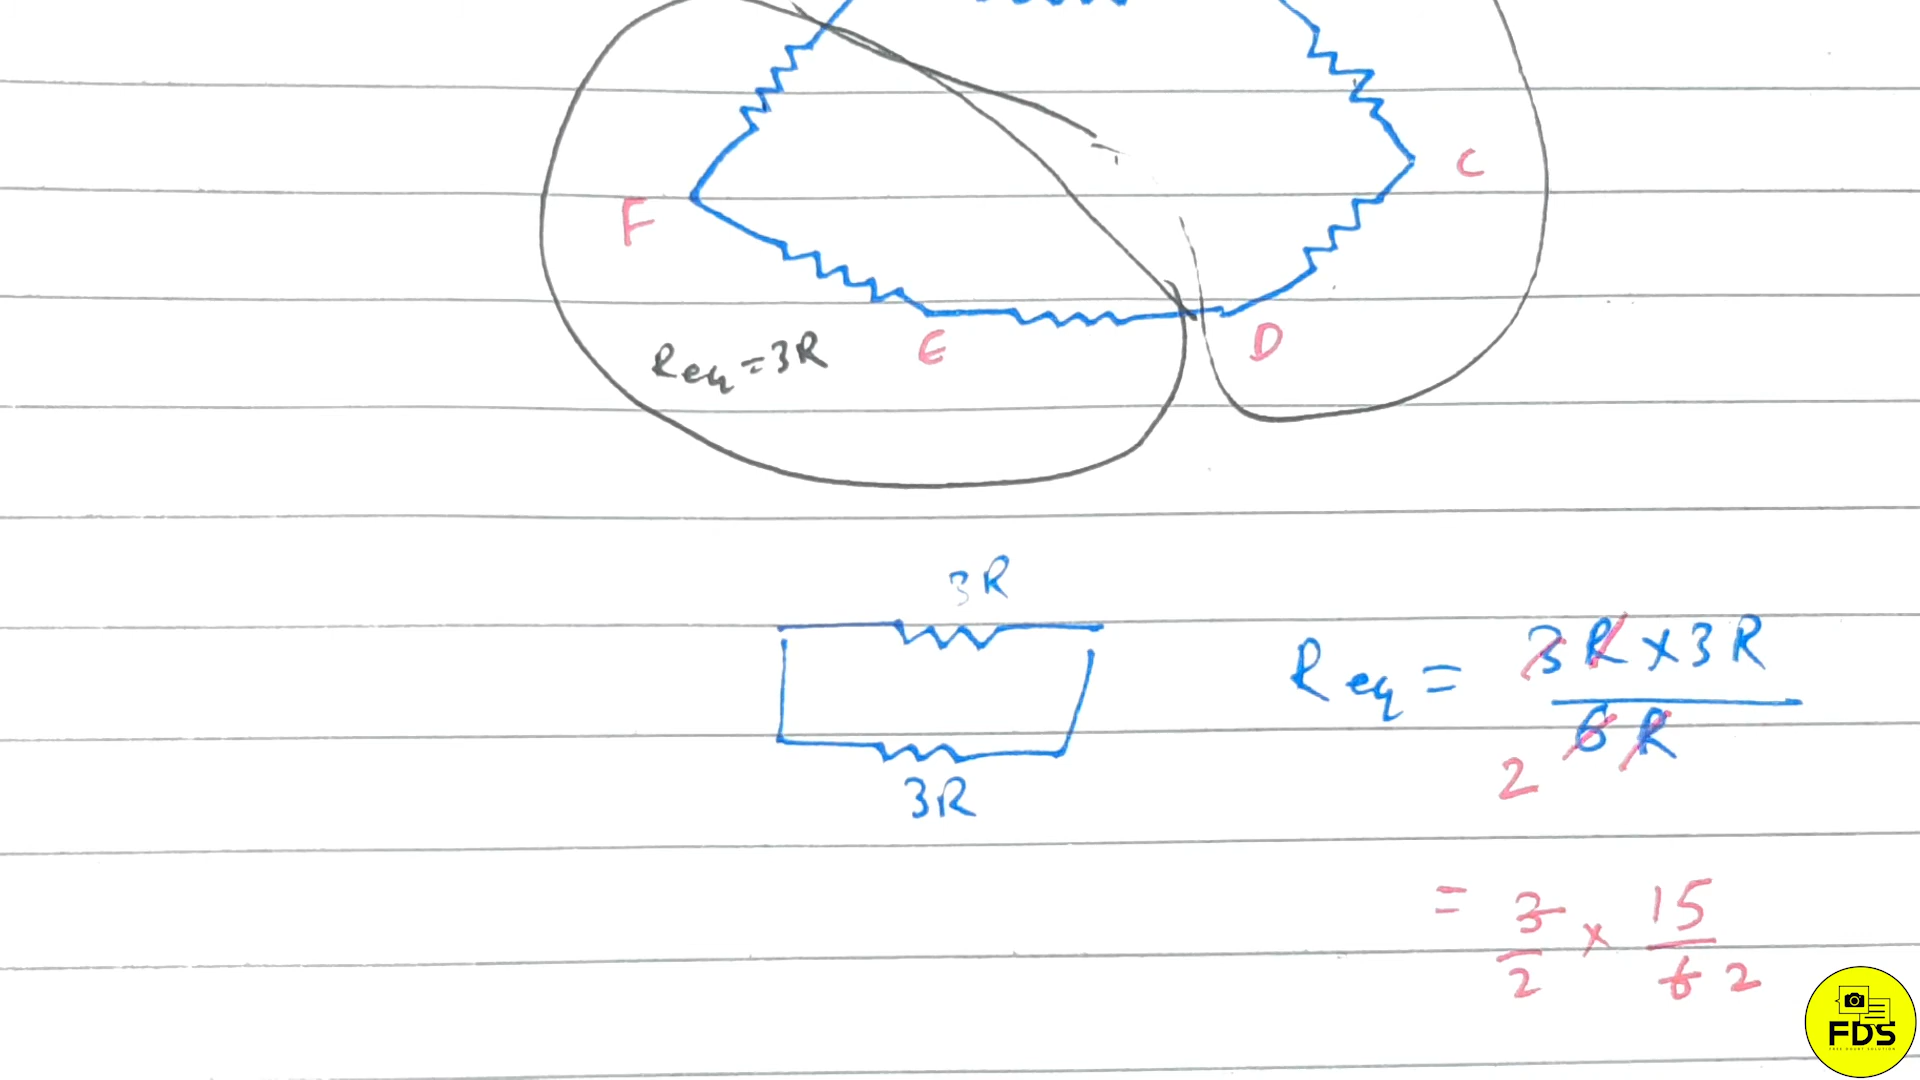 C
F
E
D
Req = 3R
3R
3R
Req = 3R x 3R / 6R
2
= 3/2 x 15/6 2
FDS